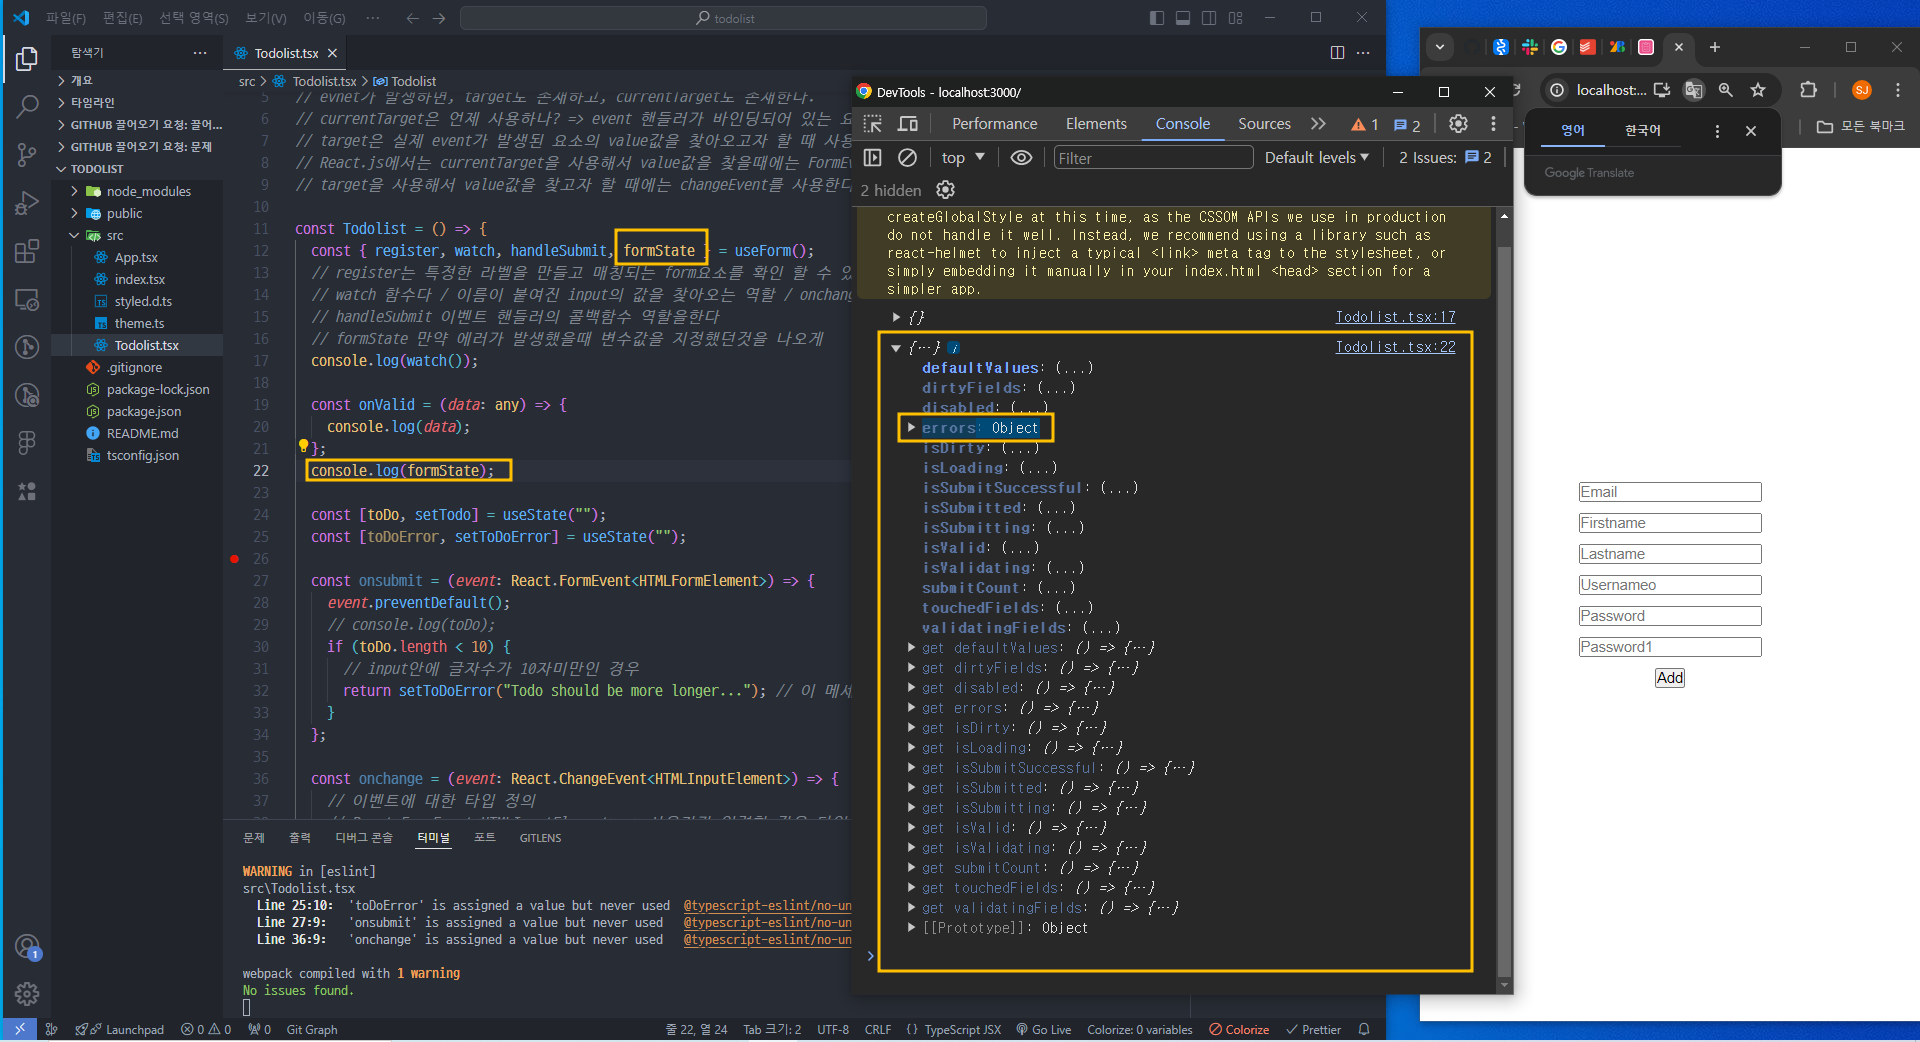 파일(F) 편집(E) 선택 영역(S) 보기(V) 이동(G) ··· todolist
탐색기 ···
개요
타임라인
GITHUB 끌어오기 요청: 끌어...
GITHUB 끌어오기 요청: 문제
TODOLIST
node_modules
public
src
App.tsx
index.tsx
styled.d.ts
theme.ts
Todolist.tsx
.gitignore
package-lock.json
package.json
README.md
tsconfig.json
Todolist.tsx
src > Todolist.tsx > Todolist
5 // evnet가 발생하면, target도 존재하고, currentTarget도 존재한다.
6 // currentTarget은 언제 사용하나? => event 핸들러가 바인딩되어 있는 요
7 // target은 실제 event가 발생된 요소의 value값을 찾아오고자 할 때 사용
8 // React.js에서는 currentTarget을 사용해서 value값을 찾을때에는 FormEv
9 // target을 사용해서 value값을 찾고자 할 때에는 changeEvent를 사용한다
10
11 const Todolist = () => {
12 const { register, watch, handleSubmit, formState } = useForm();
13 // register는 특정한 라벨을 만들고 매칭되는 form요소를 확인 할 수 있
14 // watch 함수다 / 이름이 붙여진 input의 값을 찾아오는 역할 / onchang
15 // handleSubmit 이벤트 핸들러의 콜백함수 역할을한다
16 // formState 만약 에러가 발생했을때 변수값을 지정했던것을 나오게
17 console.log(watch());
18
19 const onValid = (data: any) => {
20 console.log(data);
21 };
22 console.log(formState);
23
24 const [toDo, setTodo] = useState("");
25 const [toDoError, setToDoError] = useState("");
26
27 const onsubmit = (event: React.FormEvent<HTMLFormElement>) => {
28 event.preventDefault();
29 // console.log(toDo);
30 if (toDo.length < 10) {
31 // input안에 글자수가 10자미만인 경우
32 return setToDoError("Todo should be more longer..."); // 이 메세
33 }
34 };
35
36 const onchange = (event: React.ChangeEvent<HTMLInputElement>) => {
37 // 이벤트에 대한 타입 정의
문제 출력 디버그 콘솔 터미널 포트 GITLENS
WARNING in [eslint]
src\Todolist.tsx
Line 25:10: 'toDoError' is assigned a value but never used @typescript-eslint/no-un
Line 27:9: 'onsubmit' is assigned a value but never used @typescript-eslint/no-un
Line 36:9: 'onchange' is assigned a value but never used @typescript-eslint/no-un
webpack compiled with 1 warning
No issues found.
1
Launchpad 0 0 0 Git Graph 줄 22, 열 24 Tab 크기: 2 UTF-8 CRLF {} TypeScript JSX Go Live Colorize: 0 variables Colorize Prettier
DevTools - localhost:3000/
Performance Elements Console Sources 1 2
top Filter Default levels 2 Issues: 2
2 hidden
createGlobalStyle at this time, as the CSSOM APIs we use in production
do not handle it well. Instead, we recommend using a library such as
react-helmet to inject a typical <link> meta tag to the stylesheet, or
simply embedding it manually in your index.html <head> section for a
simpler app.
{} Todolist.tsx:17
{…} i Todolist.tsx:22
defaultValues: (...)
dirtyFields: (...)
disabled: (...)
errors: Object
isDirty: (...)
isLoading: (...)
isSubmitSuccessful: (...)
isSubmitted: (...)
isSubmitting: (...)
isValid: (...)
isValidating: (...)
submitCount: (...)
touchedFields: (...)
validatingFields: (...)
get defaultValues: () => {…}
get dirtyFields: () => {…}
get disabled: () => {…}
get errors: () => {…}
get isDirty: () => {…}
get isLoading: () => {…}
get isSubmitSuccessful: () => {…}
get isSubmitted: () => {…}
get isSubmitting: () => {…}
get isValid: () => {…}
get isValidating: () => {…}
get submitCount: () => {…}
get touchedFields: () => {…}
get validatingFields: () => {…}
[[Prototype]]: Object
localhost:... SJ
모든 북마크
영어 한국어
Google Translate
Email
Firstname
Lastname
Usernameo
Password
Password1
Add